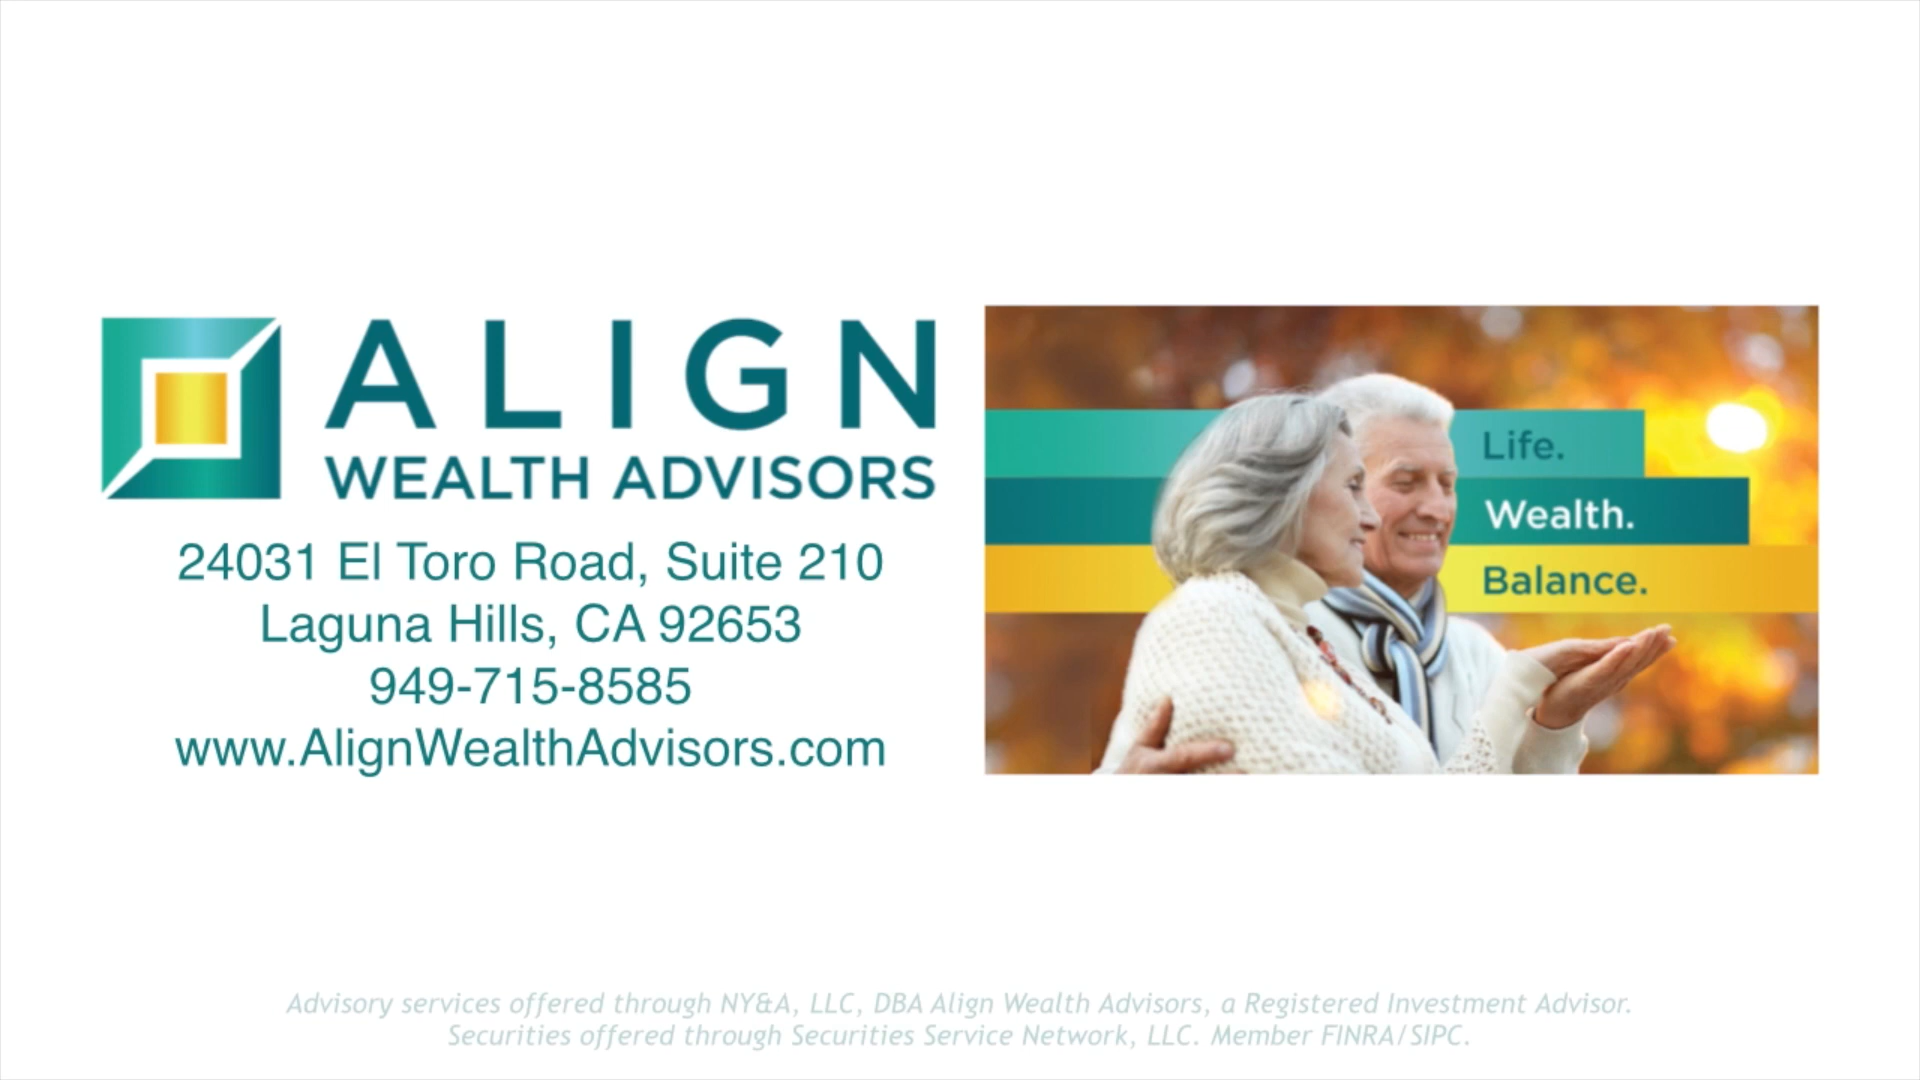 ALIGN
WEALTH ADVISORS
24031 El Toro Road, Suite 210
Laguna Hills, CA 92653
949-715-8585
www.AlignWealthAdvisors.com
Life.
Wealth.
Balance.
Advisory services offered through NY&A, LLC, DBA Align Wealth Advisors, a Registered Investment Advisor.
Securities offered through Securities Service Network, LLC. Member FINRA/SIPC.